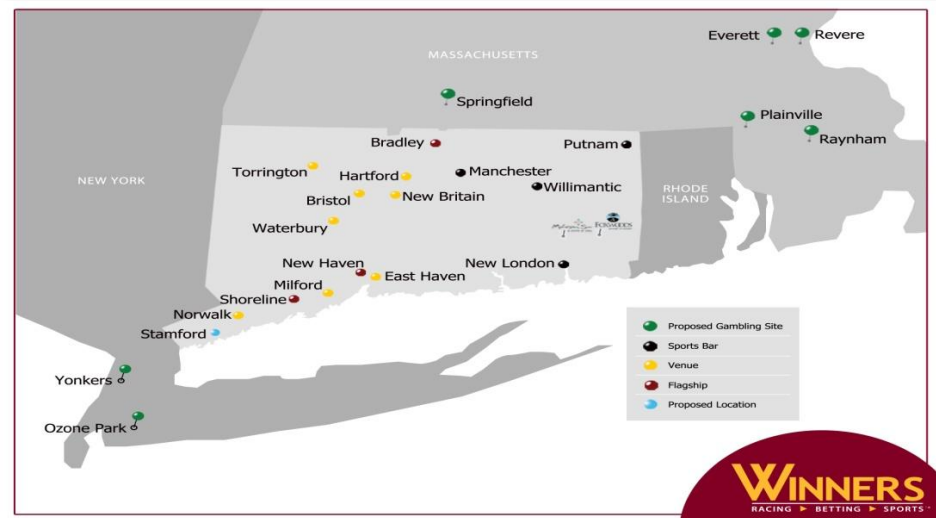 Everett
Revere
MASSACHUSETTS
Springfield
Plainville
Raynham
Bradley
Putnam
Torrington
Hartford
Manchester
NEW YORK
Willimantic
RHODE
ISLAND
Bristol
New Britain
Waterbury
FOXWOODS
New Haven
East Haven
New London
Milford
Shoreline
Norwalk
Stamford
Yonkers
Ozone Park
Proposed Gambling Site
Sports Bar
Venue
Flagship
Proposed Location
WINNERS
RACING ▶ BETTING ▶ SPORTS